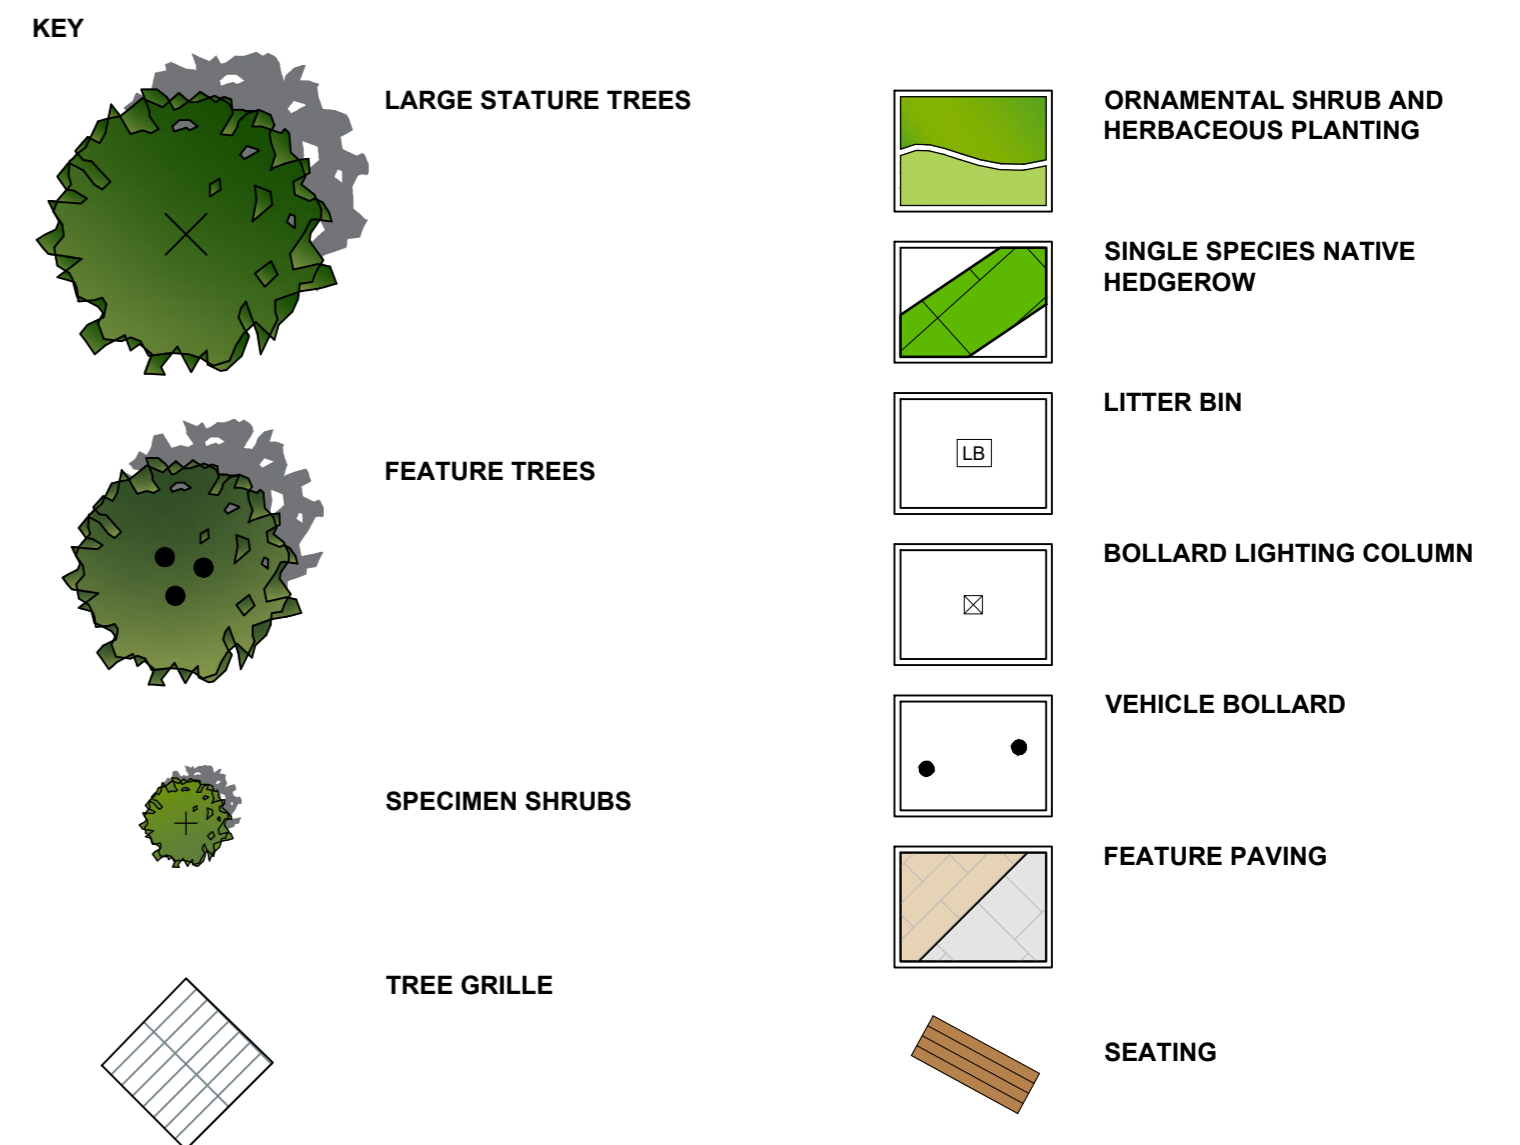 KEY
LARGE STATURE TREES
FEATURE TREES
SPECIMEN SHRUBS
TREE GRILLE
ORNAMENTAL SHRUB AND
HERBACEOUS PLANTING
SINGLE SPECIES NATIVE
HEDGEROW
LITTER BIN
LB
BOLLARD LIGHTING COLUMN
VEHICLE BOLLARD
FEATURE PAVING
SEATING